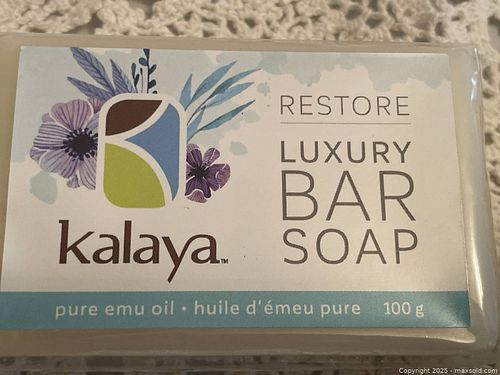 RESTORE
LUXURY
BAR
SOAP
kalaya™
pure emu oil • huile d'émeu pure 100 g
Copyright 2025 - maxsold.com